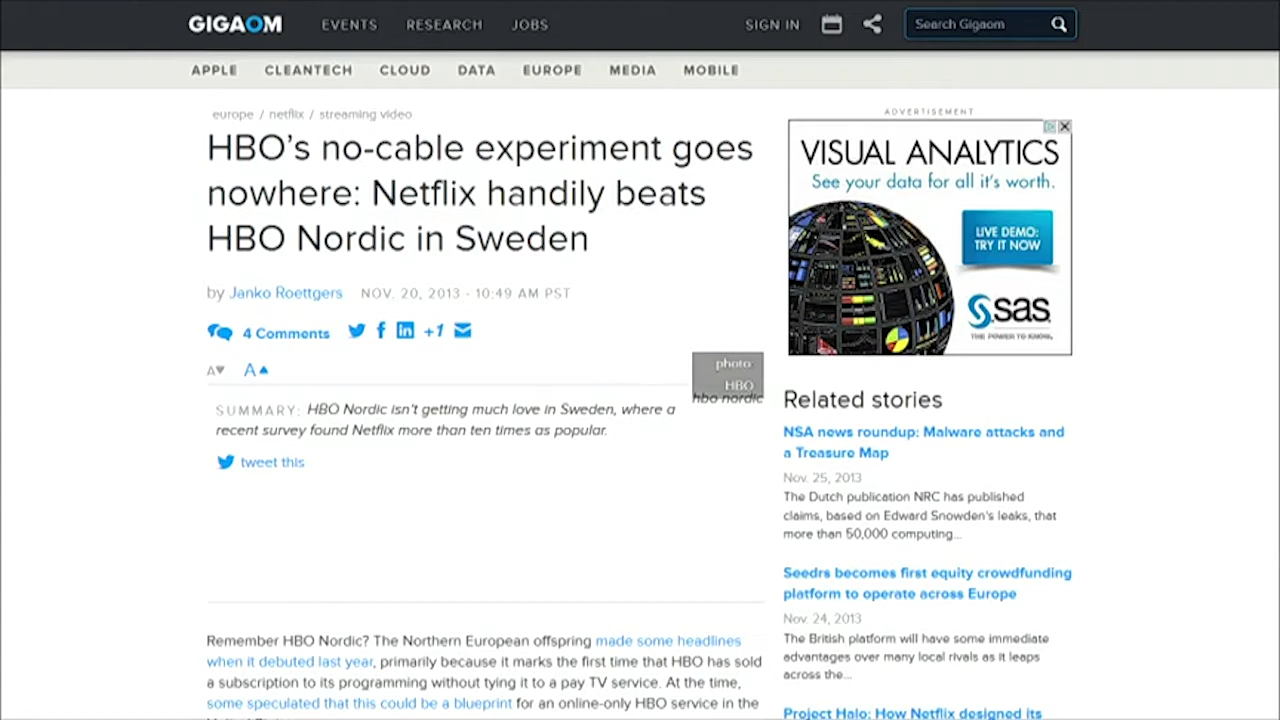 GIGAOM EVENTS RESEARCH JOBS SIGN IN Search Gigaom
APPLE CLEANTECH CLOUD DATA EUROPE MEDIA MOBILE
europe / netflix / streaming video
HBO's no-cable experiment goes
nowhere: Netflix handily beats
HBO Nordic in Sweden
by Janko Roettgers NOV. 20, 2013 - 10:49 AM PST
4 Comments +1
A A
photo:
HBO
hbo nordic
SUMMARY: HBO Nordic isn't getting much love in Sweden, where a
recent survey found Netflix more than ten times as popular.
tweet this
Remember HBO Nordic? The Northern European offspring made some headlines
when it debuted last year, primarily because it marks the first time that HBO has sold
a subscription to its programming without tying it to a pay TV service. At the time,
some speculated that this could be a blueprint for an online-only HBO service in the
ADVERTISEMENT
VISUAL ANALYTICS
See your data for all it's worth.
LIVE DEMO:
TRY IT NOW
sas
THE POWER TO KNOW.
Related stories
NSA news roundup: Malware attacks and
a Treasure Map
Nov. 25, 2013
The Dutch publication NRC has published
claims, based on Edward Snowden's leaks, that
more than 50,000 computing...
Seedrs becomes first equity crowdfunding
platform to operate across Europe
Nov. 24, 2013
The British platform will have some immediate
advantages over many local rivals as it leaps
across the...
Project Halo: How Netflix designed its